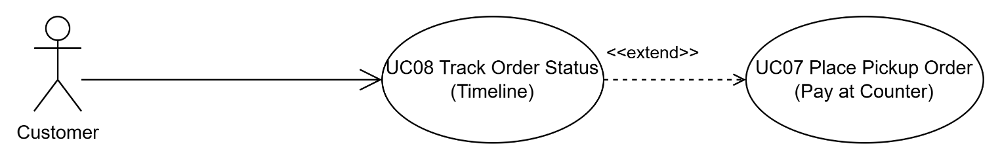 <<extend>>
UC08 Track Order Status
(Timeline)
UC07 Place Pickup Order
(Pay at Counter)
Customer